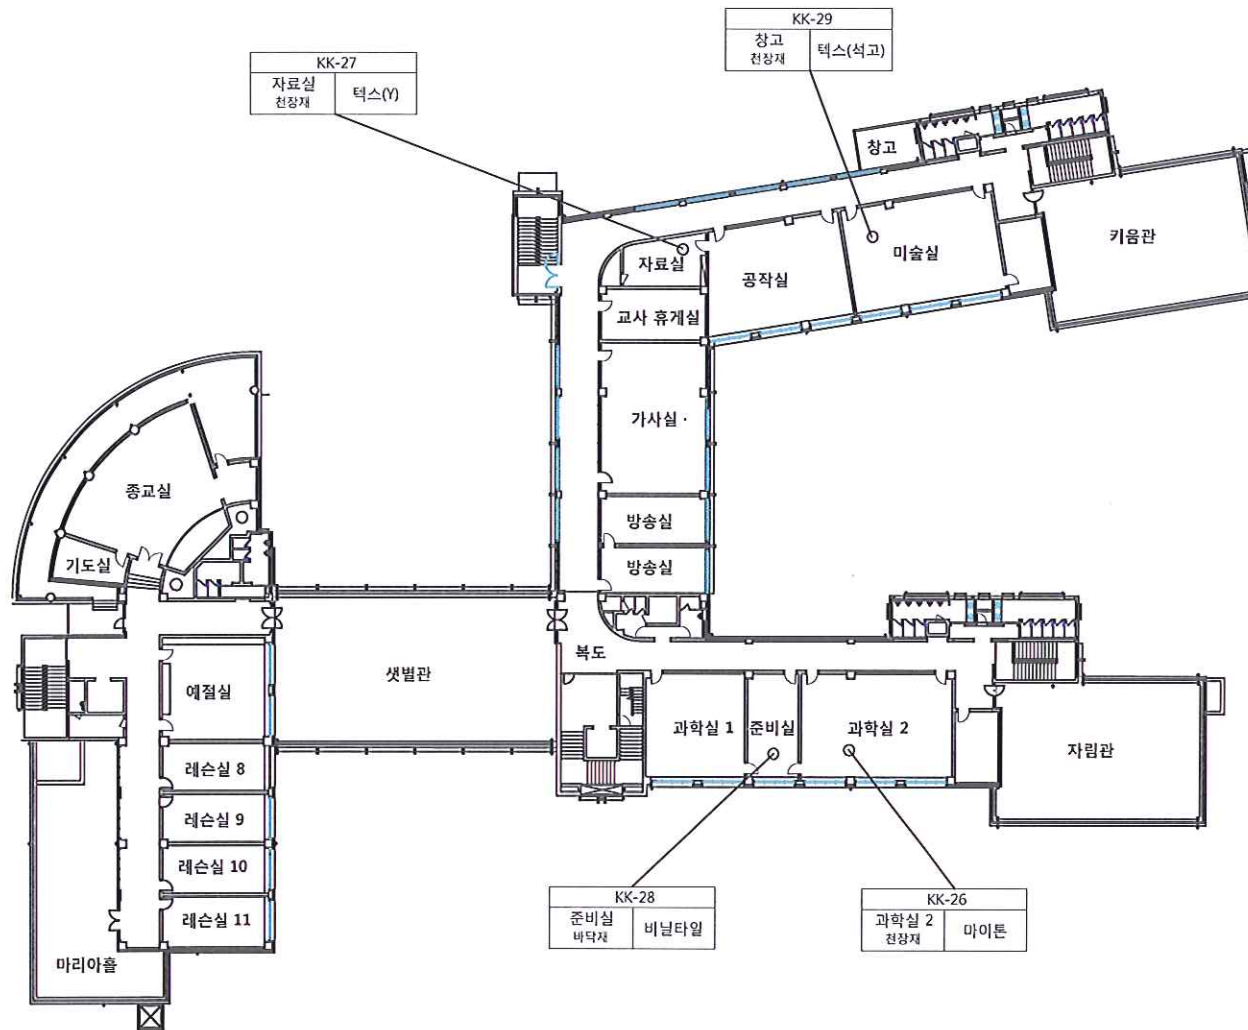 KK-29
창고
천장재
텍스(석고)
KK-27
자료실
천장재
텍스(Y)
창고
키움관
미술실
자료실
공작실
교사 휴게실
가사실
종교실
방송실
기도실
방송실
복도
샛별관
예절실
과학실 1
준비실
과학실 2
자림관
레슨실 8
레슨실 9
레슨실 10
레슨실 11
마리아홀
KK-28
준비실
바닥재
비닐타일
KK-26
과학실 2
천장재
마이톤